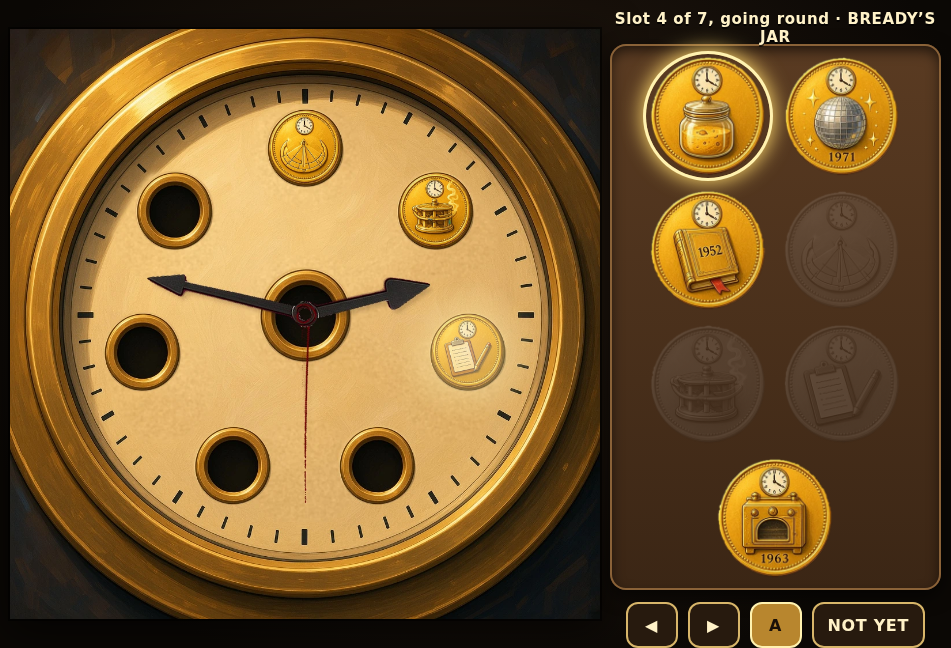 Slot 4 of 7, going round · BREADY’S
JAR
1971
1952
1963
◀
▶
A
NOT YET